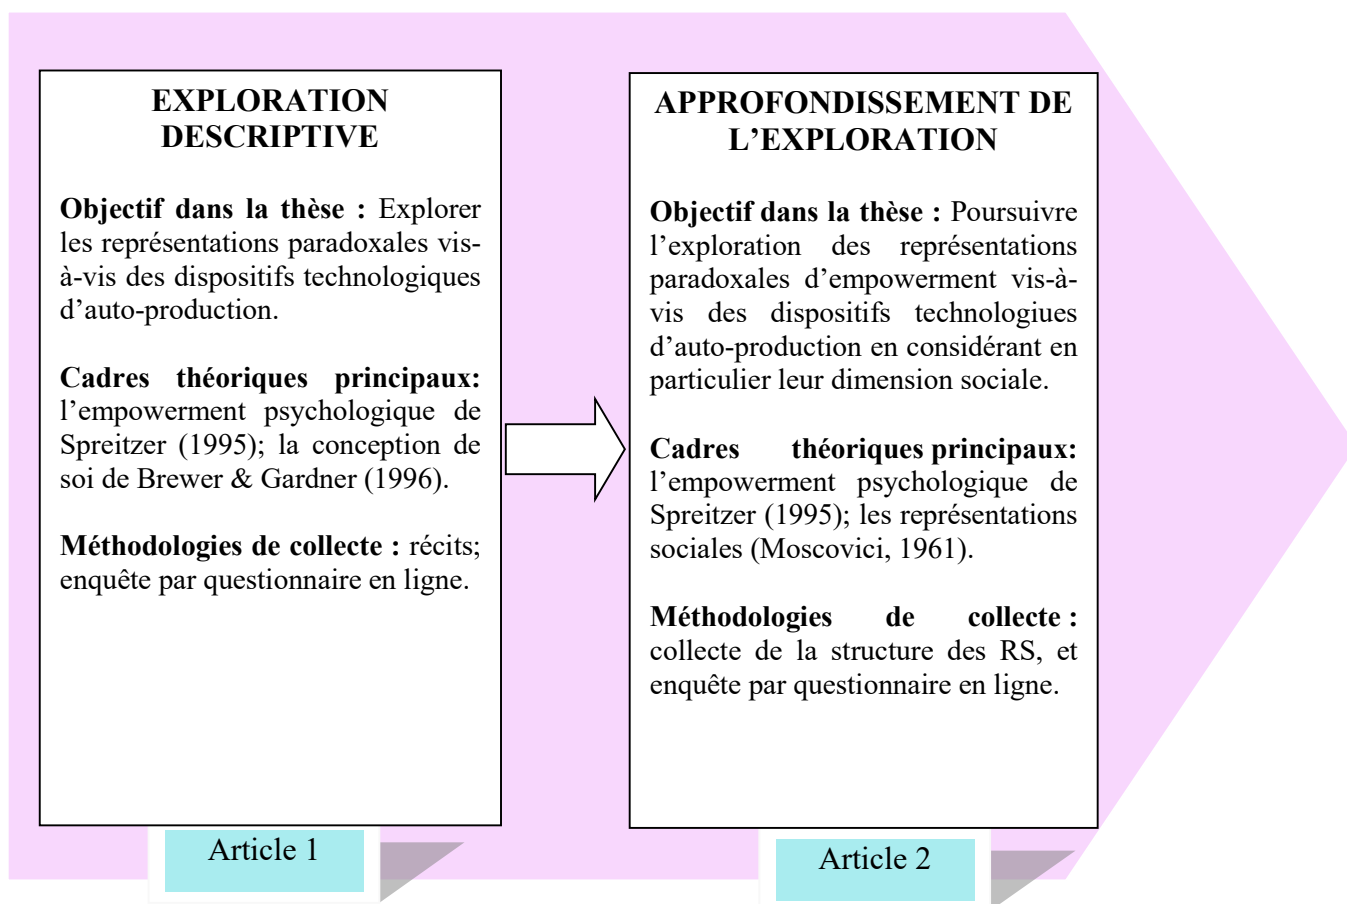 EXPLORATION
DESCRIPTIVE
Objectif dans la thèse : Explorer
les représentations paradoxales vis-
à-vis des dispositifs technologiques
d’auto-production.
Cadres théoriques principaux:
l’empowerment psychologique de
Spreitzer (1995); la conception de
soi de Brewer & Gardner (1996).
Méthodologies de collecte : récits;
enquête par questionnaire en ligne.
Article 1
APPROFONDISSEMENT DE
L’EXPLORATION
Objectif dans la thèse : Poursuivre
l’exploration des représentations
paradoxales d’empowerment vis-à-
vis des dispositifs technologiues
d’auto-production en considérant en
particulier leur dimension sociale.
Cadres théoriques principaux:
l’empowerment psychologique de
Spreitzer (1995); les représentations
sociales (Moscovici, 1961).
Méthodologies de collecte :
collecte de la structure des RS, et
enquête par questionnaire en ligne.
Article 2